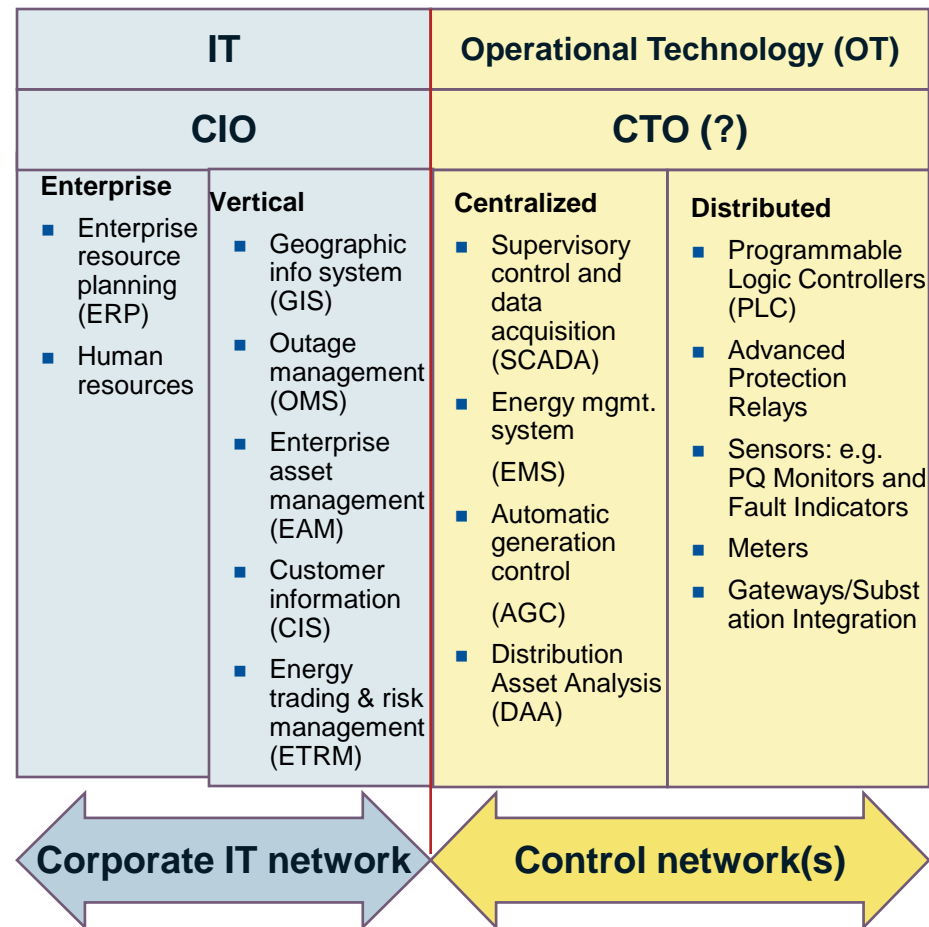 IT
Operational Technology (OT)
CIO
CTO (?)
Enterprise
Enterprise
resource
planning
(ERP)
Human
resources
Vertical
Geographic
info system
(GIS)
Outage
management
(OMS)
Enterprise
asset
management
(EAM)
Customer
information
(CIS)
Energy
trading & risk
management
(ETRM)
Centralized
Supervisory
control and
data
acquisition
(SCADA)
Energy mgmt.
system
(EMS)
Automatic
generation
control
(AGC)
Distribution
Asset Analysis
(DAA)
Distributed
Programmable
Logic Controllers
(PLC)
Advanced
Protection
Relays
Sensors: e.g.
PQ Monitors and
Fault Indicators
Meters
Gateways/Subst
ation Integration
Corporate IT network
Control network(s)